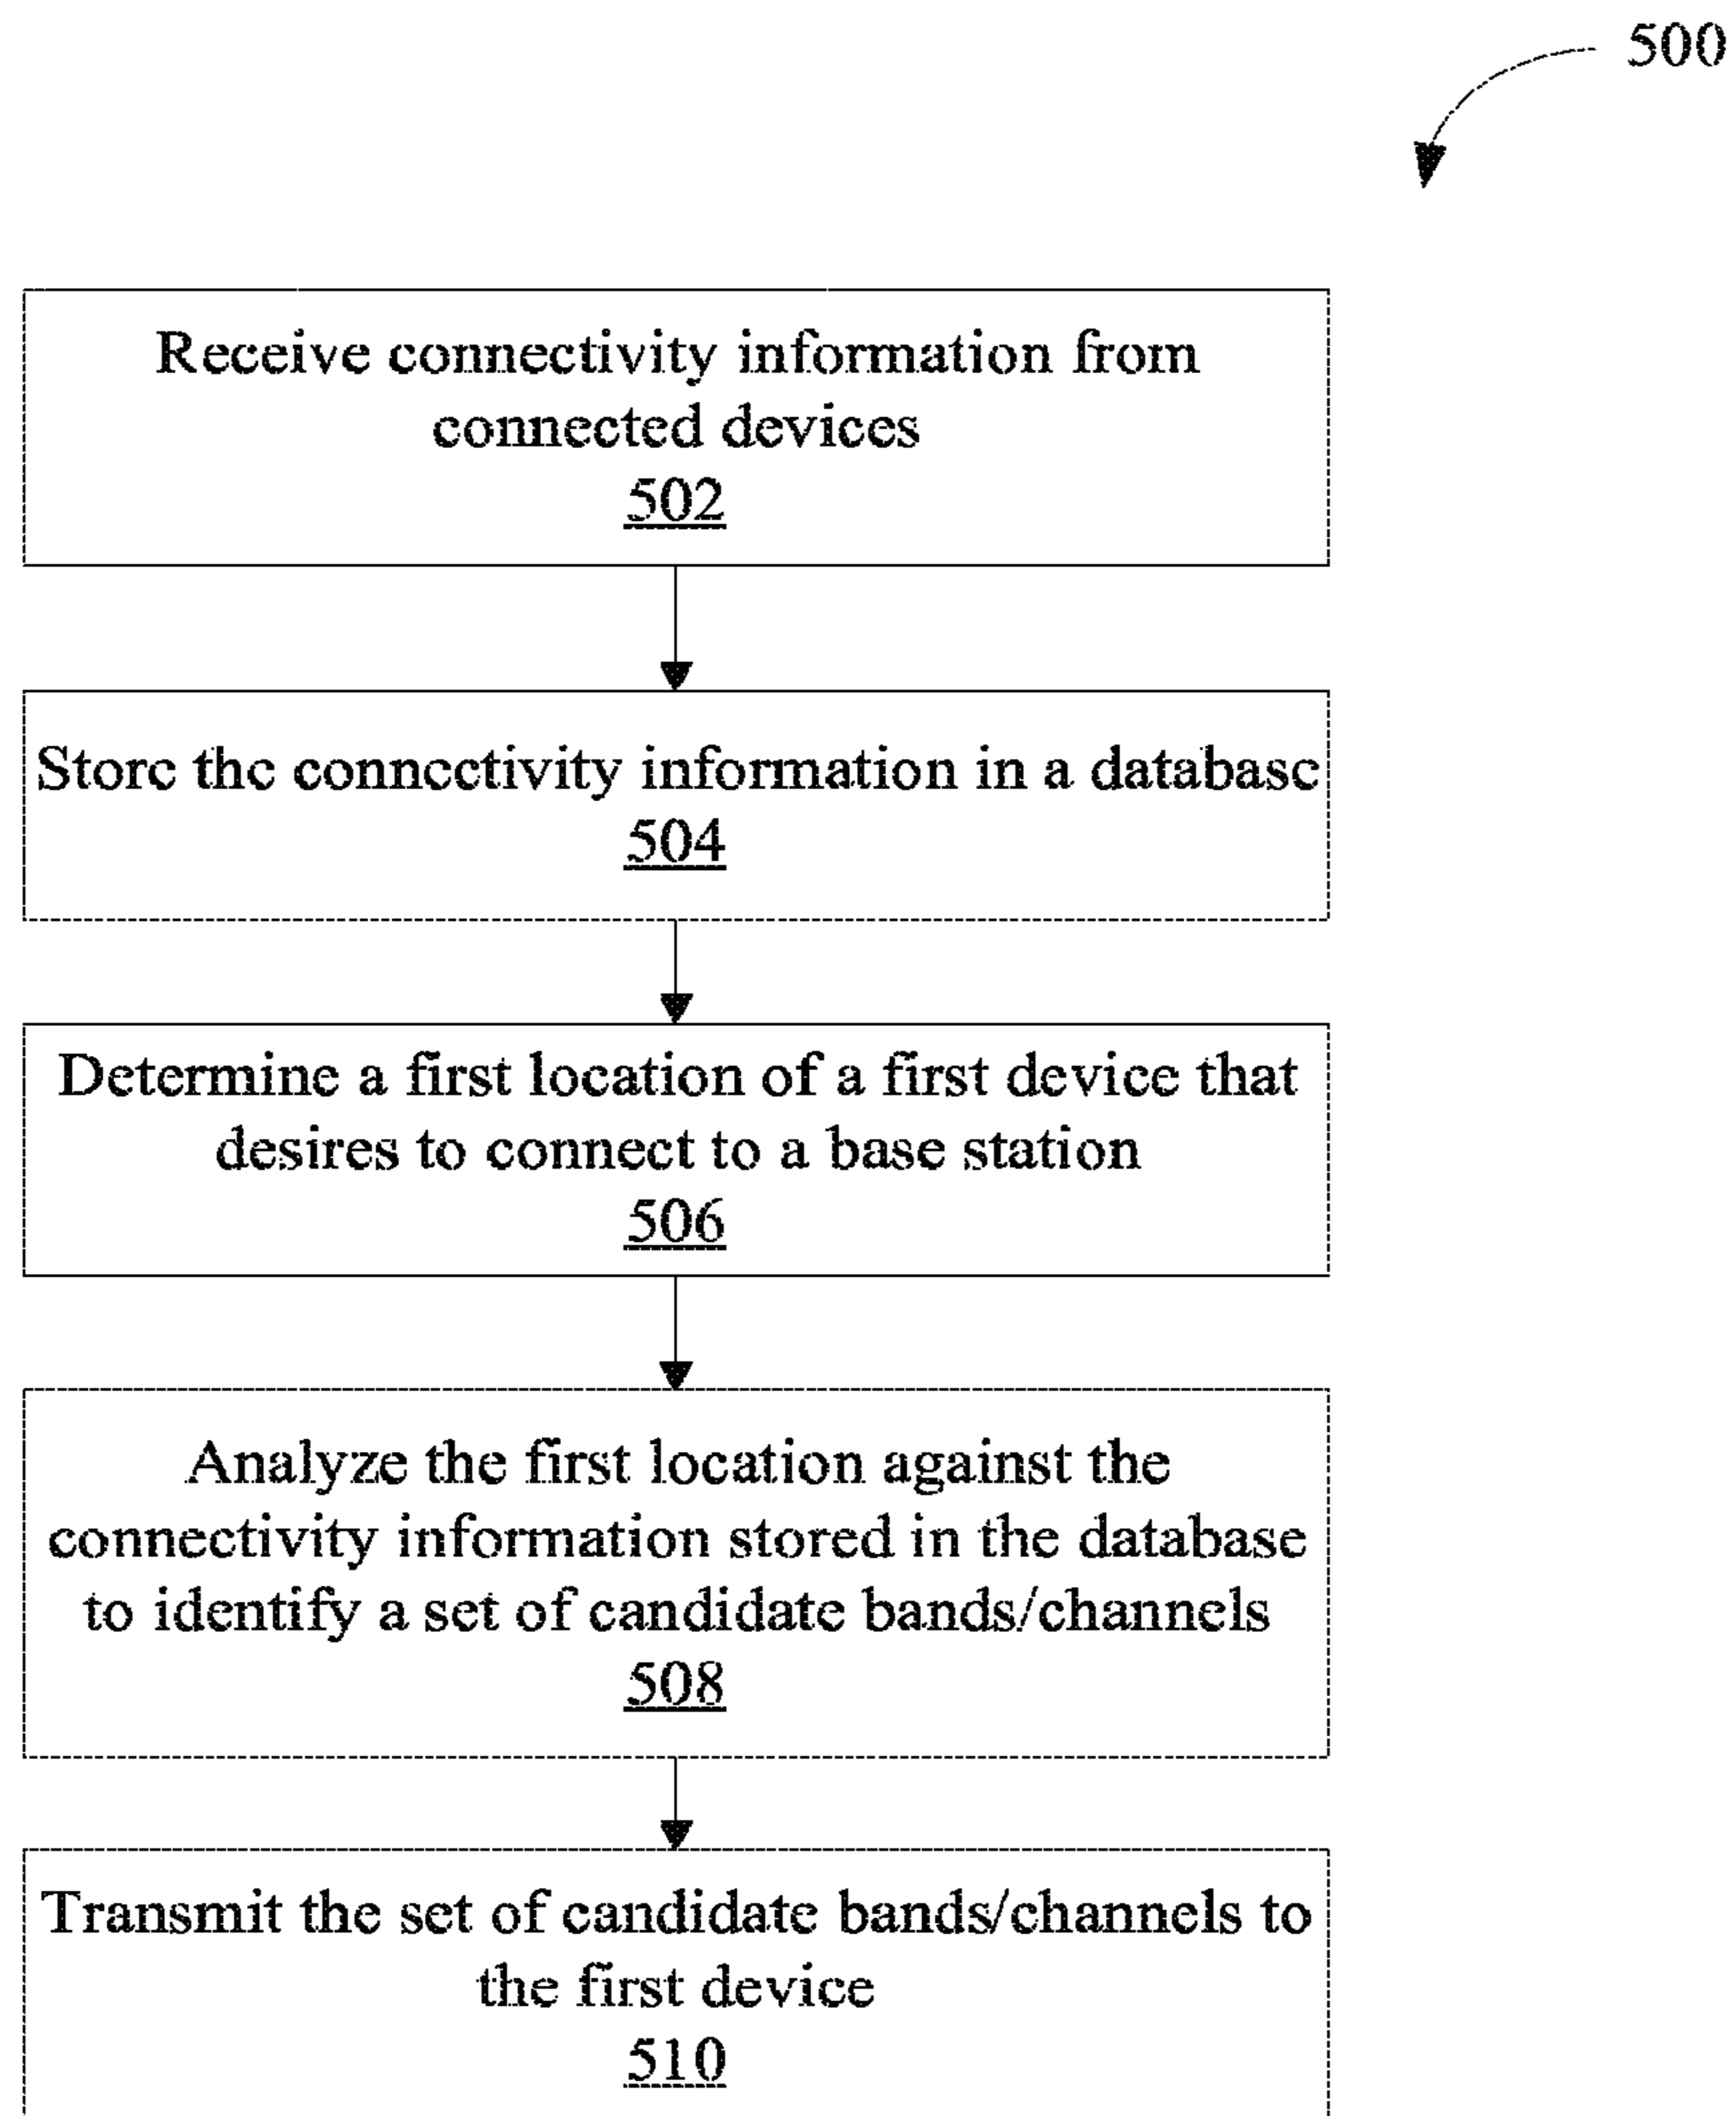 500
Receive connectivity information from
connected devices
502
Store the connectivity information in a database
504
Determine a first location of a first device that
desires to connect to a base station
506
Analyze the first location against the
connectivity information stored in the database
to identify a set of candidate bands/channels
508
Transmit the set of candidate bands/channels to
the first device
510